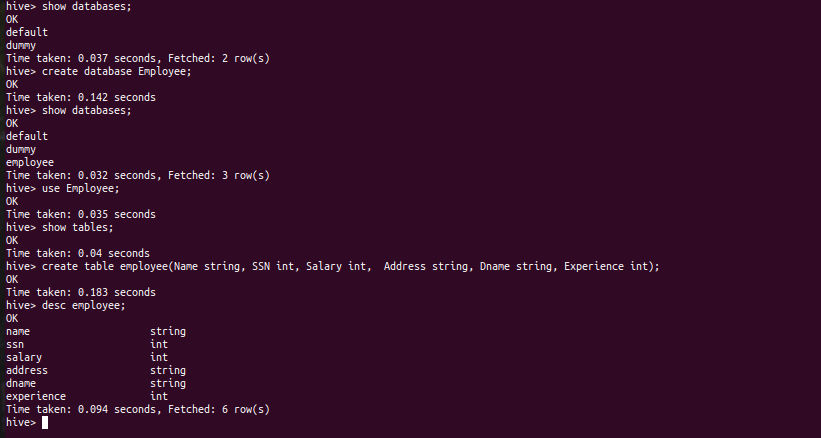 hive> show databases;
OK
default
dummy
Time taken: 0.037 seconds, Fetched: 2 row(s)
hive> create database Employee;
OK
Time taken: 0.142 seconds
hive> show databases;
OK
default
dummy
employee
Time taken: 0.032 seconds, Fetched: 3 row(s)
hive> use Employee;
OK
Time taken: 0.035 seconds
hive> show tables;
OK
Time taken: 0.04 seconds
hive> create table employee(Name string, SSN int, Salary int,  Address string, Dname string, Experience int);
OK
Time taken: 0.183 seconds
hive> desc employee;
OK
name                    string
ssn                     int
salary                  int
address                 string
dname                   string
experience              int
Time taken: 0.094 seconds, Fetched: 6 row(s)
hive>